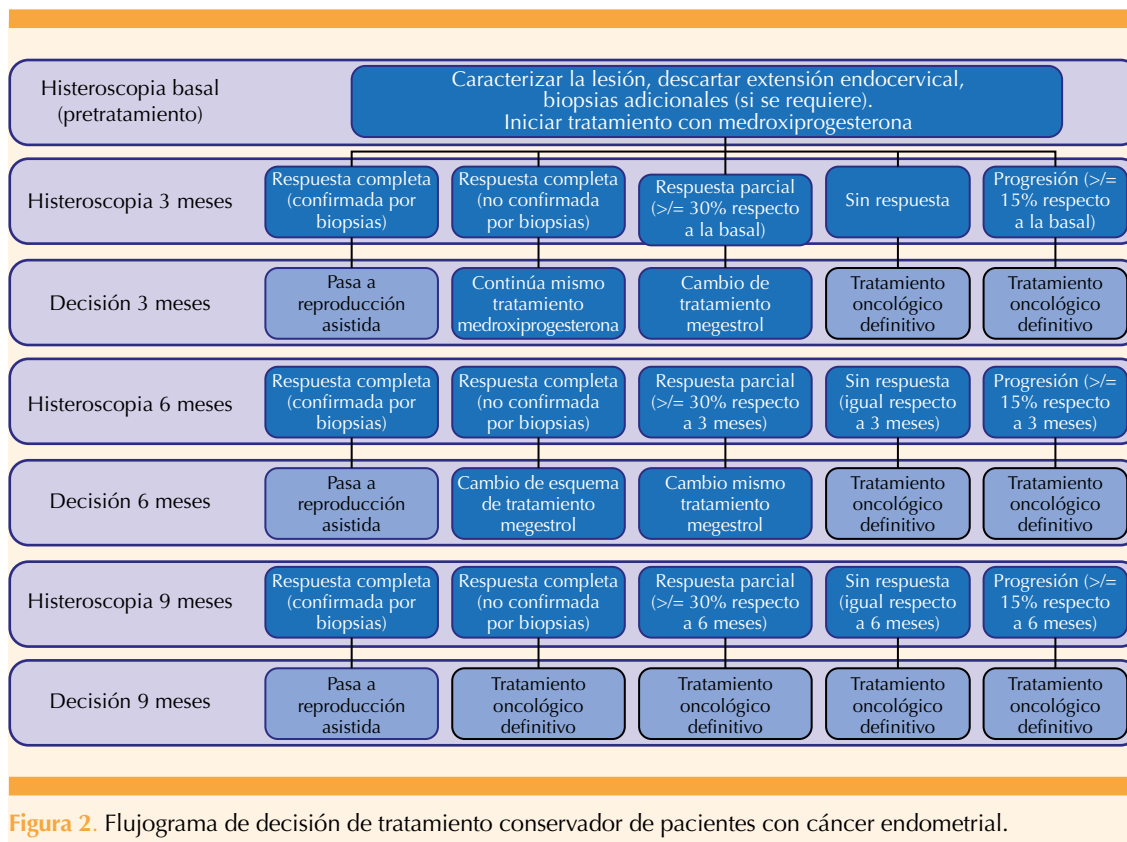 Histeroscopia basal
(pretratamiento)
Caracterizar la lesión, descartar extensión endocervical,
biopsias adicionales (si se requiere).
Iniciar tratamiento con medroxiprogesterona
Histeroscopia 3 meses
Respuesta completa
(confirmada por
biopsias)
Respuesta completa
(no confirmada
por biopsias)
Respuesta parcial
(>/= 30% respecto
a la basal)
Sin respuesta
Progresión (>/=
15% respecto
a la basal)
Decisión 3 meses
Pasa a
reproducción
asistida
Continúa mismo
tratamiento
medroxiprogesterona
Cambio de
tratamiento
megestrol
Tratamiento
oncológico
definitivo
Tratamiento
oncológico
definitivo
Histeroscopia 6 meses
Respuesta completa
(confirmada por
biopsias)
Respuesta completa
(no confirmada
por biopsias)
Respuesta parcial
(>/= 30% respecto
a 3 meses)
Sin respuesta
(igual respecto
a 3 meses)
Progresión (>/=
15% respecto
a 3 meses)
Decisión 6 meses
Pasa a
reproducción
asistida
Cambio de esquema
de tratamiento
megestrol
Cambio mismo
tratamiento
megestrol
Tratamiento
oncológico
definitivo
Tratamiento
oncológico
definitivo
Histeroscopia 9 meses
Respuesta completa
(confirmada por
biopsias)
Respuesta completa
(no confirmada
por biopsias)
Respuesta parcial
(>/= 30% respecto
a 6 meses)
Sin respuesta
(igual respecto
a 6 meses)
Progresión (>/=
15% respecto
a 6 meses)
Decisión 9 meses
Pasa a
reproducción
asistida
Tratamiento
oncológico
definitivo
Tratamiento
oncológico
definitivo
Tratamiento
oncológico
definitivo
Tratamiento
oncológico
definitivo
Figura 2. Flujograma de decisión de tratamiento conservador de pacientes con cáncer endometrial.